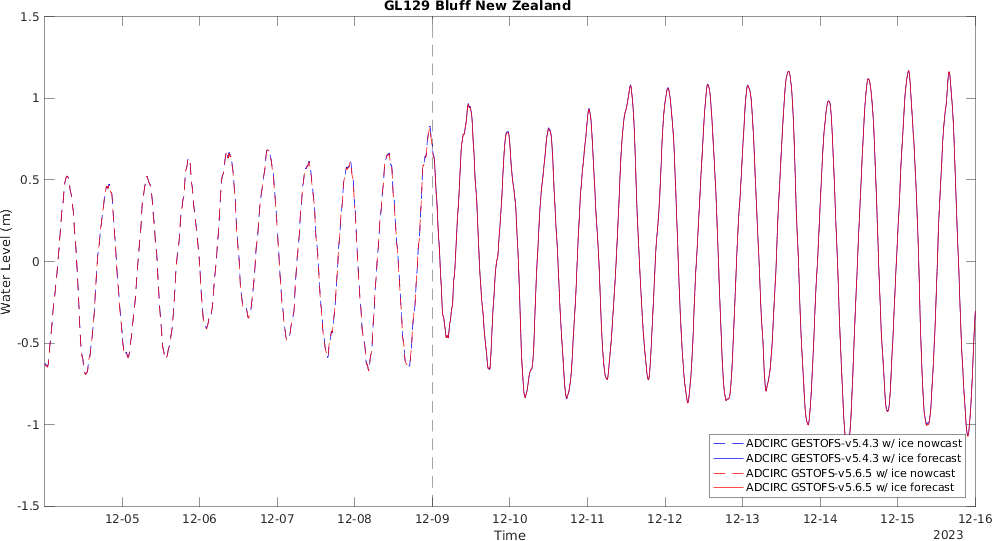 GL129 Bluff New Zealand
1.5
1
0.5
0
-0.5
-1
-1.5
Water Level (m)
ADCIRC GESTOFS-v5.4.3 w/ ice nowcast
ADCIRC GESTOFS-v5.4.3 w/ ice forecast
ADCIRC GSTOFS-v5.6.5 w/ ice nowcast
ADCIRC GSTOFS-v5.6.5 w/ ice forecast
12-05 12-06 12-07 12-08 12-09 12-10 12-11 12-12 12-13 12-14 12-15 12-16
Time
2023